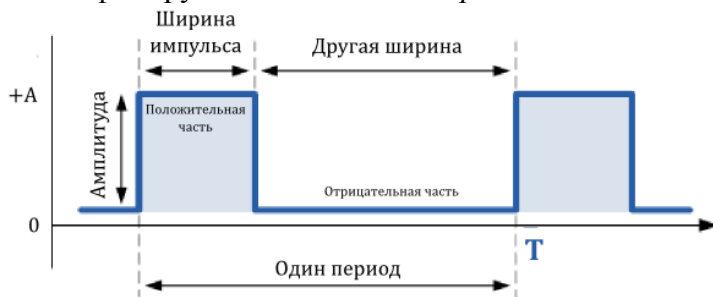 Ширина
импульса
Другая ширина
+A
Амплитуда
Положительная
часть
Отрицательная часть
0
T
Один период